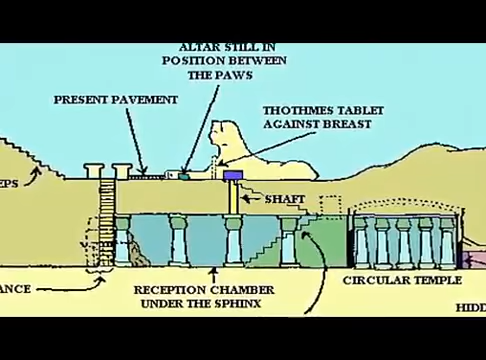 ALTAR STILL IN
POSITION BETWEEN
THE PAWS
PRESENT PAVEMENT
THOTHMES TABLET
AGAINST BREAST
EPS
SHAFT
RECEPTION CHAMBER
UNDER THE SPHINX
CIRCULAR TEMPLE
ANCE
HIDD